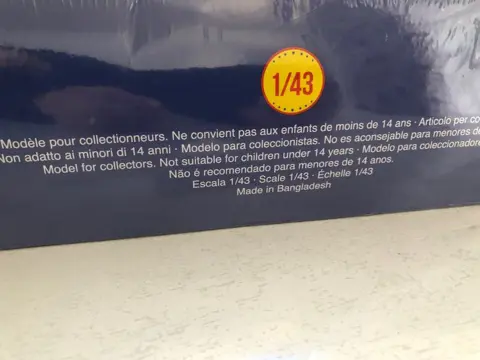 1/43
Modèle pour collectionneurs. Ne convient pas aux enfants de moins de 14 ans · Articolo per co
Non adatto ai minori di 14 anni · Modelo para coleccionistas. No es aconsejable para menores de
Model for collectors. Not suitable for children under 14 years · Modelo para coleccionadore
Não é recomendado para menores de 14 anos.
Escala 1/43 · Scale 1/43 · Échelle 1/43
Made in Bangladesh